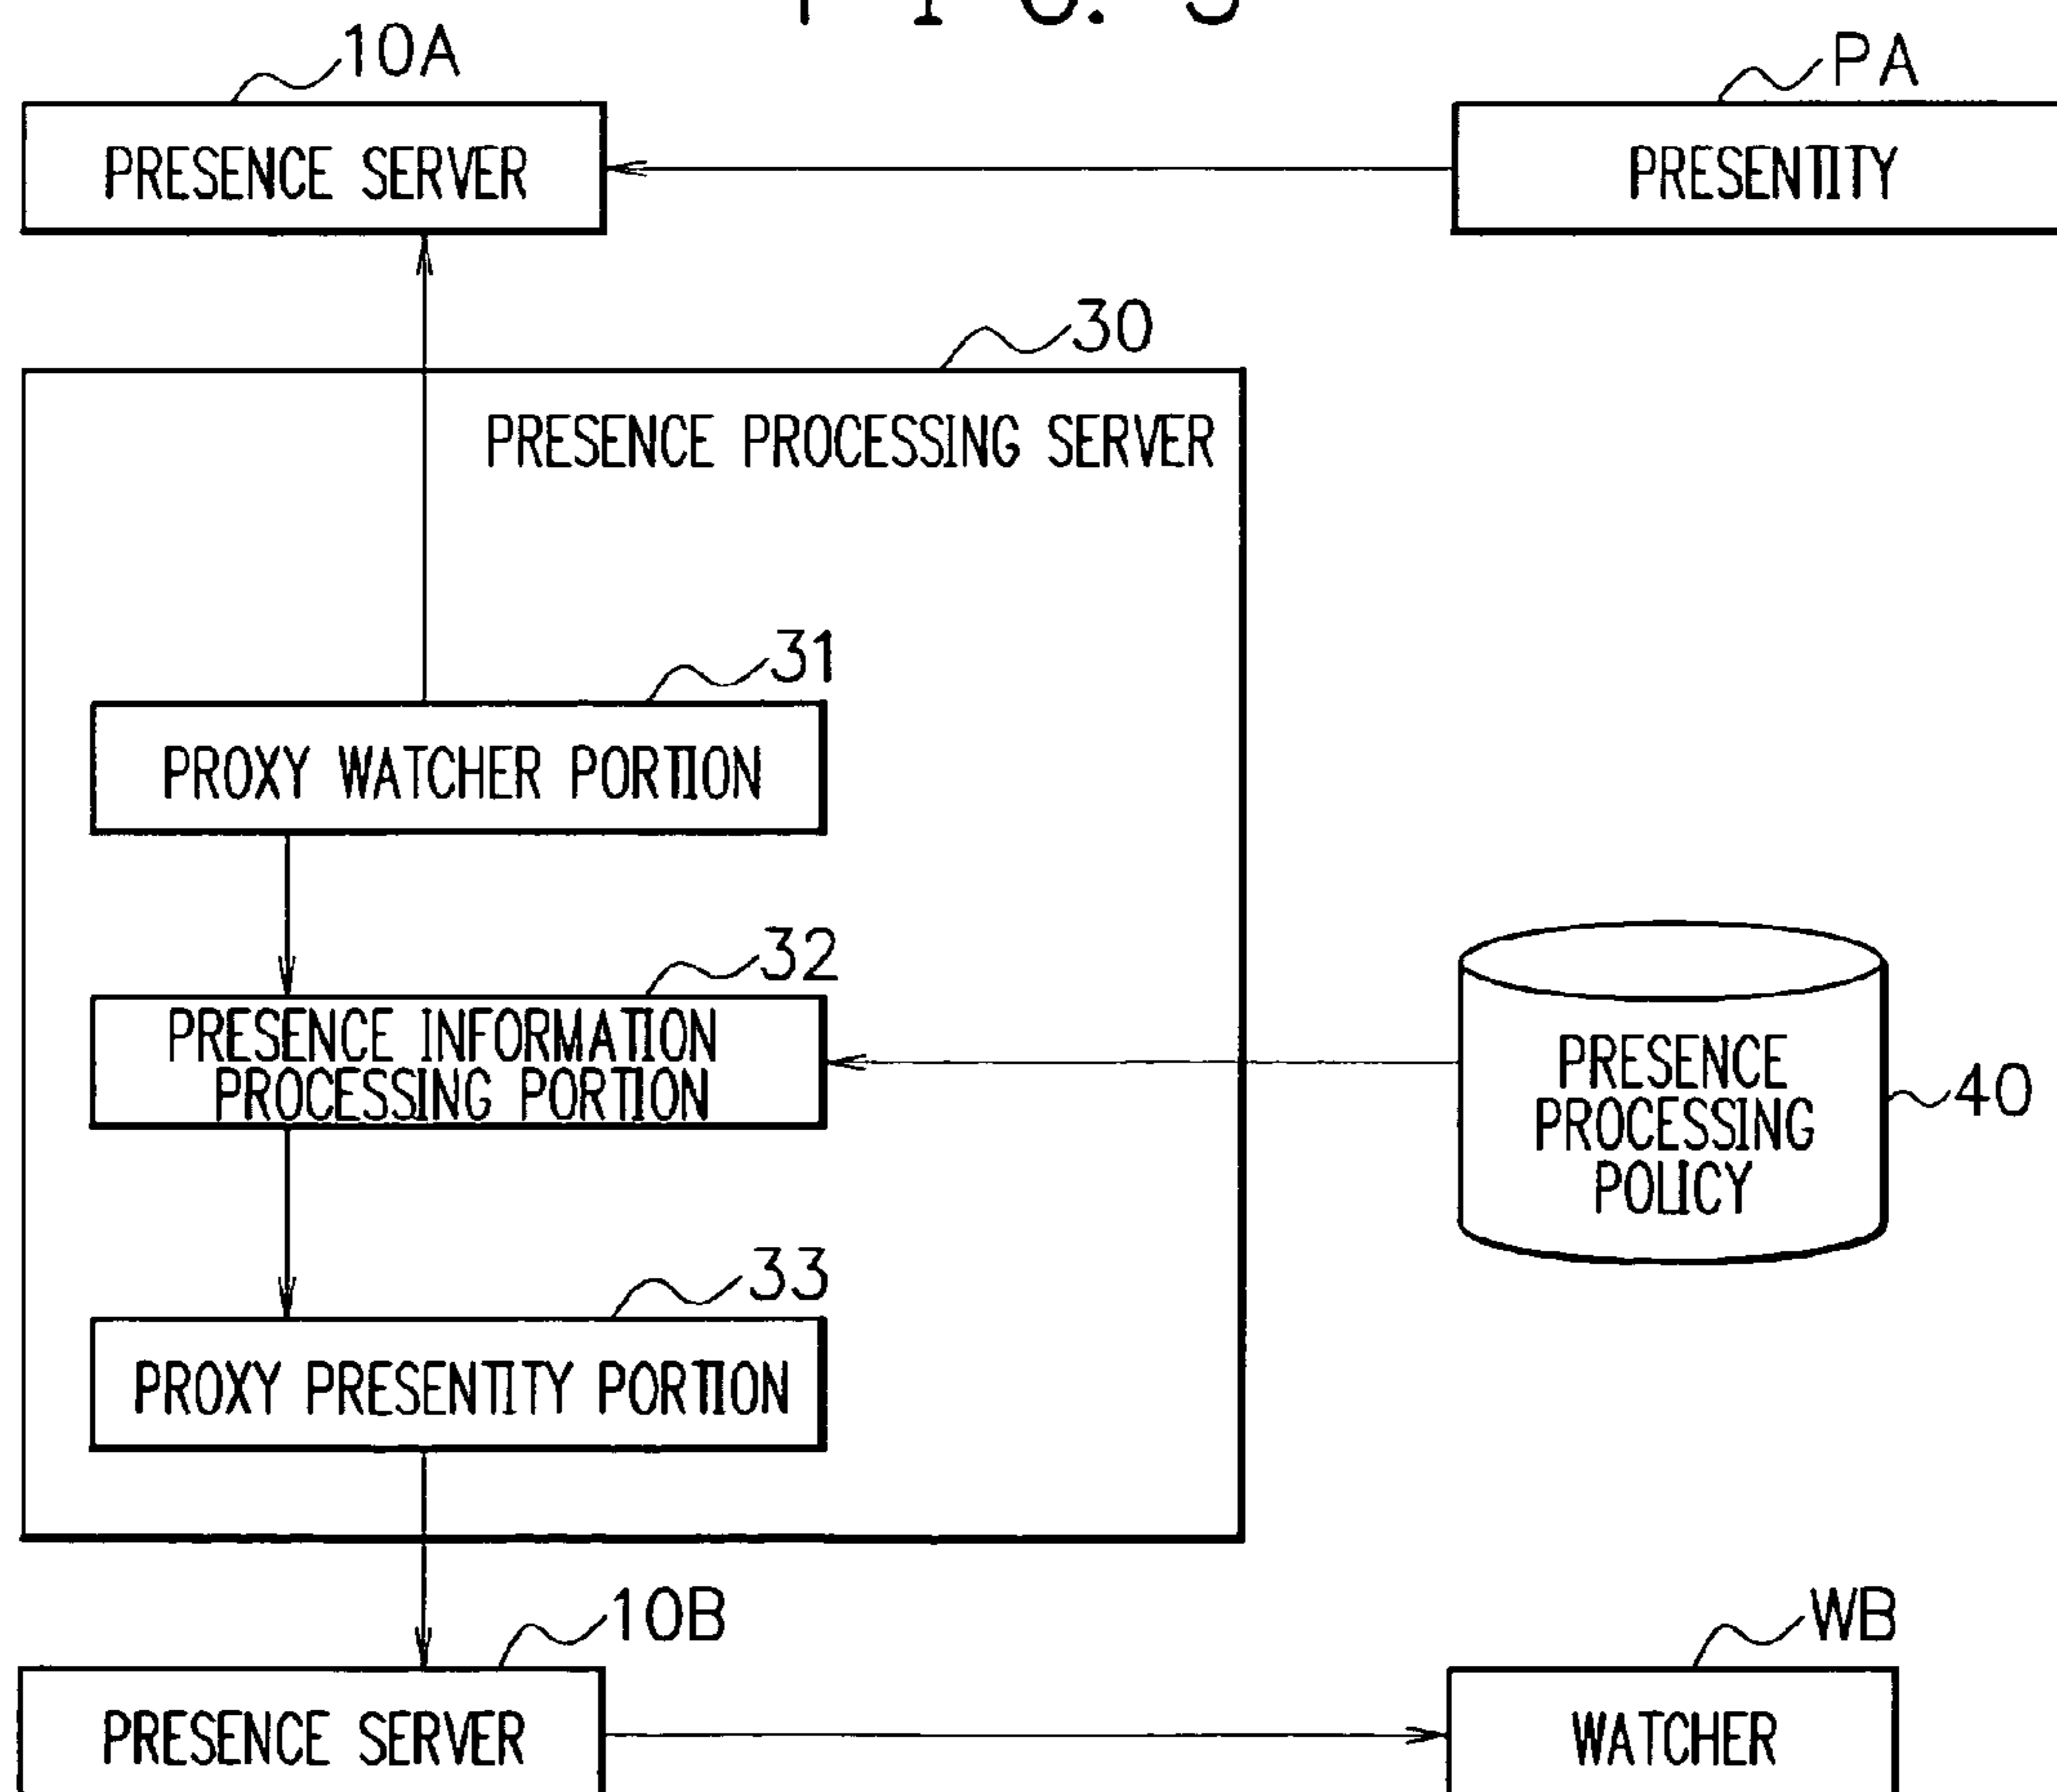 10A
PA
PRESENCE SERVER
PRESENTITY
30
PRESENCE PROCESSING SERVER
31
PROXY WATCHER PORTION
32
PRESENCE INFORMATION
PROCESSING PORTION
PRESENCE
PROCESSING
POLICY
40
33
PROXY PRESENTITY PORTION
10B
WB
PRESENCE SERVER
WATCHER